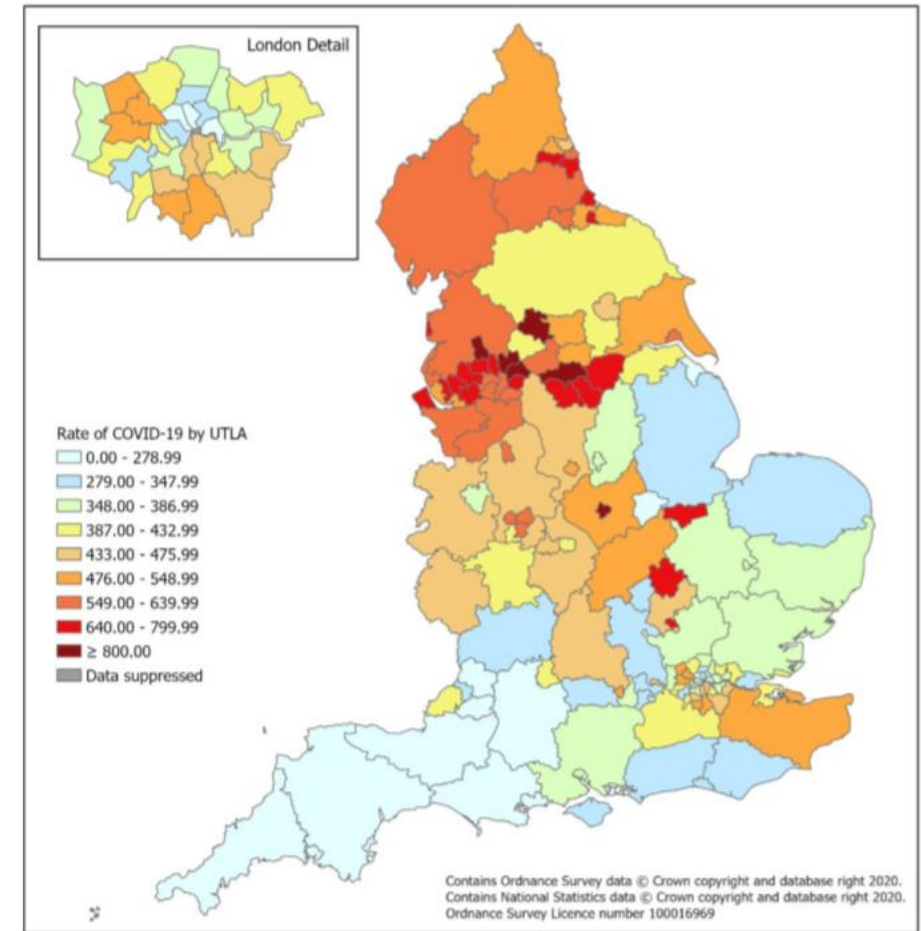 London Detail
Rate of COVID-19 by UTLA
0.00 - 278.99
279.00 - 347.99
348.00 - 386.99
387.00 - 432.99
433.00 - 475.99
476.00 - 548.99
549.00 - 639.99
640.00 - 799.99
≥ 800.00
Data suppressed
Contains Ordnance Survey data © Crown copyright and database right 2020.
Contains National Statistics data © Crown copyright and database right 2020.
Ordnance Survey Licence number 100016969